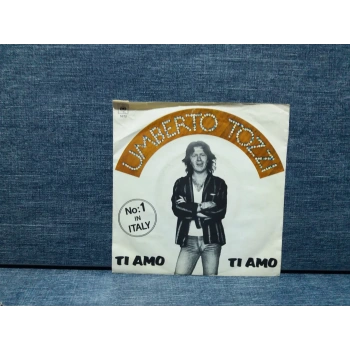 UMBERTO TOZZI
No:1
IN
ITALY
TI AMO TI AMO